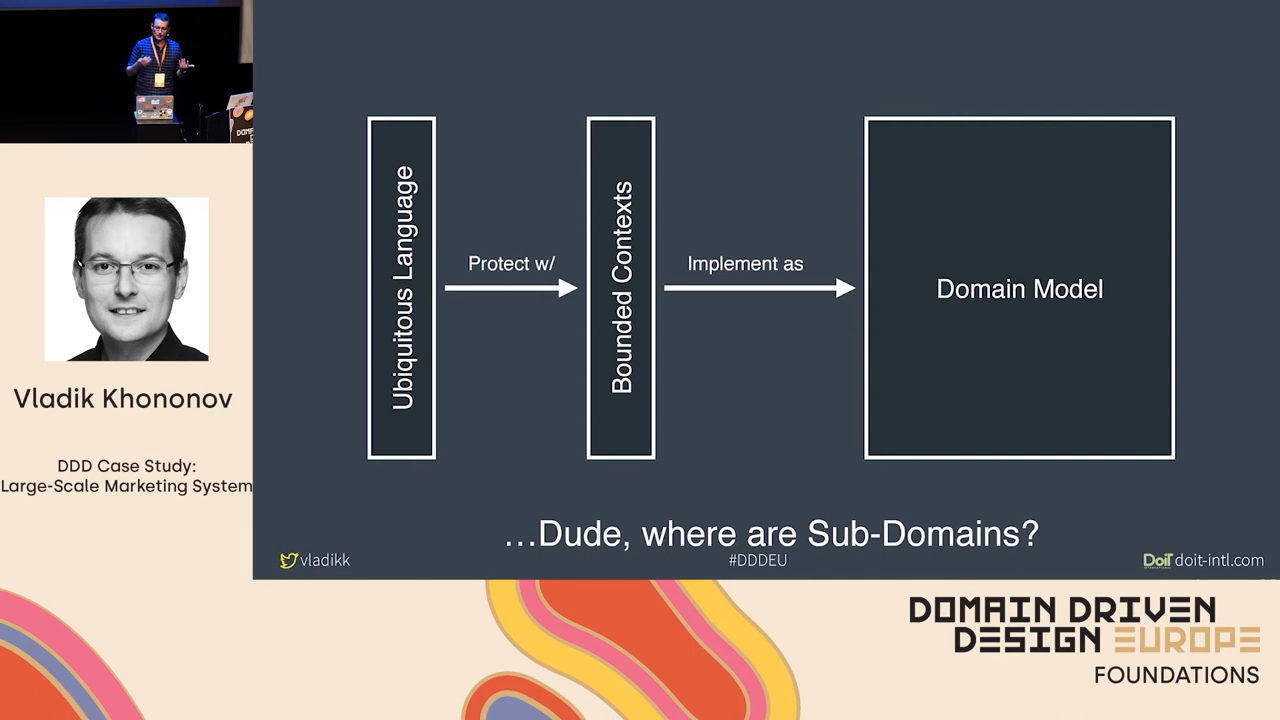 Ubiquitous Language
Protect w/
Bounded Contexts
Implement as
Domain Model
...Dude, where are Sub-Domains?
vladikk
#DDDEU
DoiT doit-intl.com
Vladik Khononov
DDD Case Study:
Large-Scale Marketing System
DOMAIN DRIVEN
DESIGN EUROPE
FOUNDATIONS